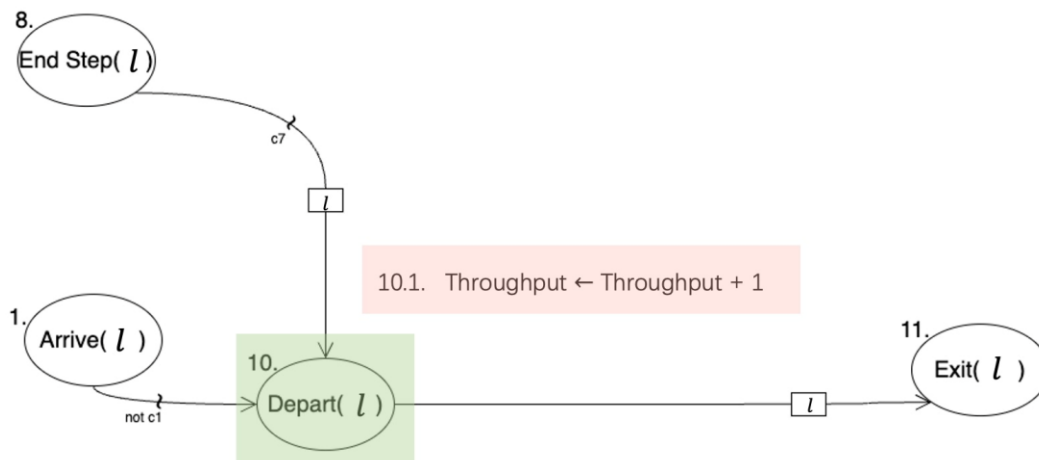 8.
End Step( l )
c7
l
10.1. Throughput ← Throughput + 1
1.
Arrive( l )
not c1
10.
Depart( l )
l
11.
Exit( l )